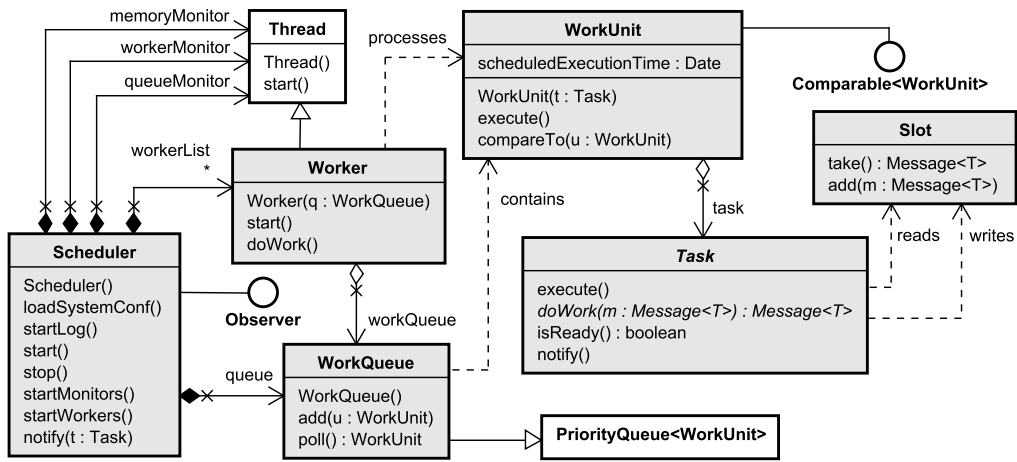 memoryMonitor
workerMonitor
queueMonitor
Thread
Thread()
start()
processes
WorkUnit
scheduledExecutionTime : Date
WorkUnit(t : Task)
execute()
compareTo(u : WorkUnit)
Comparable<WorkUnit>
Slot
take() : Message<T>
add(m : Message<T>)
workerList
*
Worker
Worker(q : WorkQueue)
start()
doWork()
contains
task
reads
writes
Scheduler
Scheduler()
loadSystemConf()
startLog()
start()
stop()
startMonitors()
startWorkers()
notify(t : Task)
Observer
Task
execute()
doWork(m : Message<T>) : Message<T>
isReady() : boolean
notify()
workQueue
queue
WorkQueue
WorkQueue()
add(u : WorkUnit)
poll() : WorkUnit
PriorityQueue<WorkUnit>